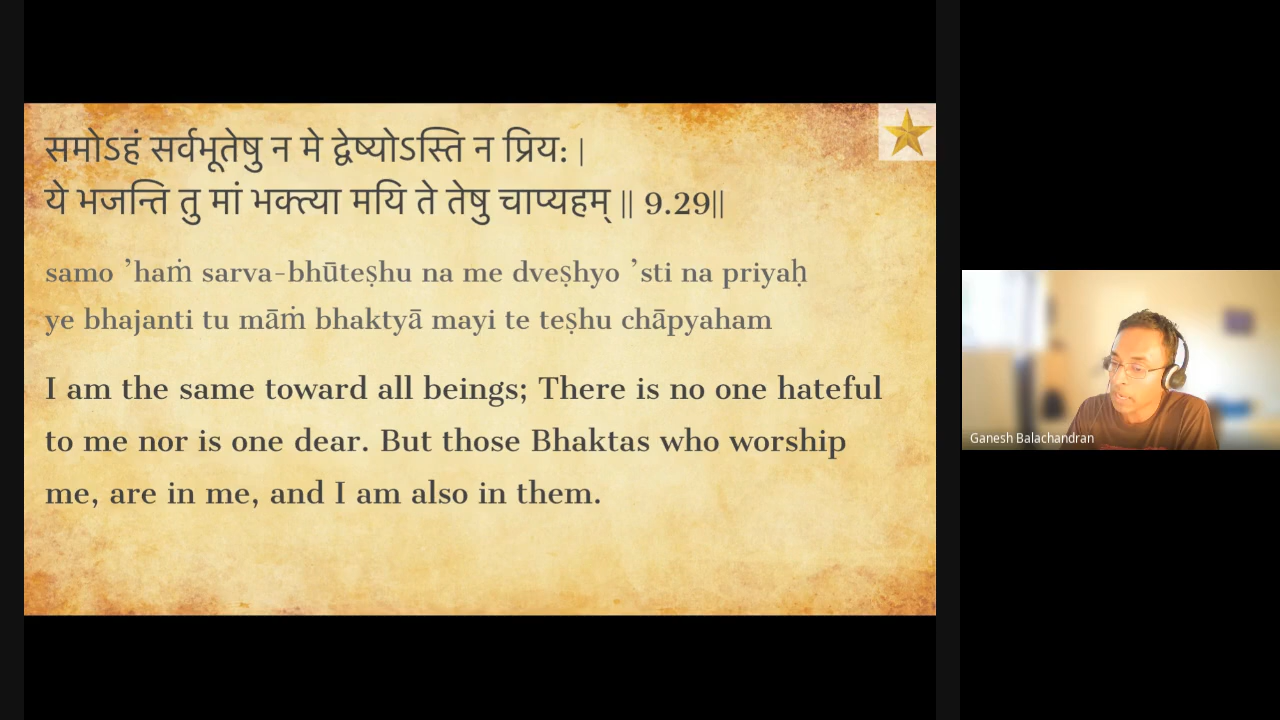 समोऽहं सर्वभूतेषु न मे द्वेष्योऽस्ति न प्रिय: |
ये भजन्ति तु मां भक्त्या मयि ते तेषु चाप्यहम् || 9.29||
samo ’haṁ sarva-bhūteṣhu na me dveṣhyo ’sti na priyaḥ
ye bhajanti tu māṁ bhaktyā mayi te teṣhu chāpyaham
I am the same toward all beings; There is no one hateful
to me nor is one dear. But those Bhaktas who worship
me, are in me, and I am also in them.
Ganesh Balachandran